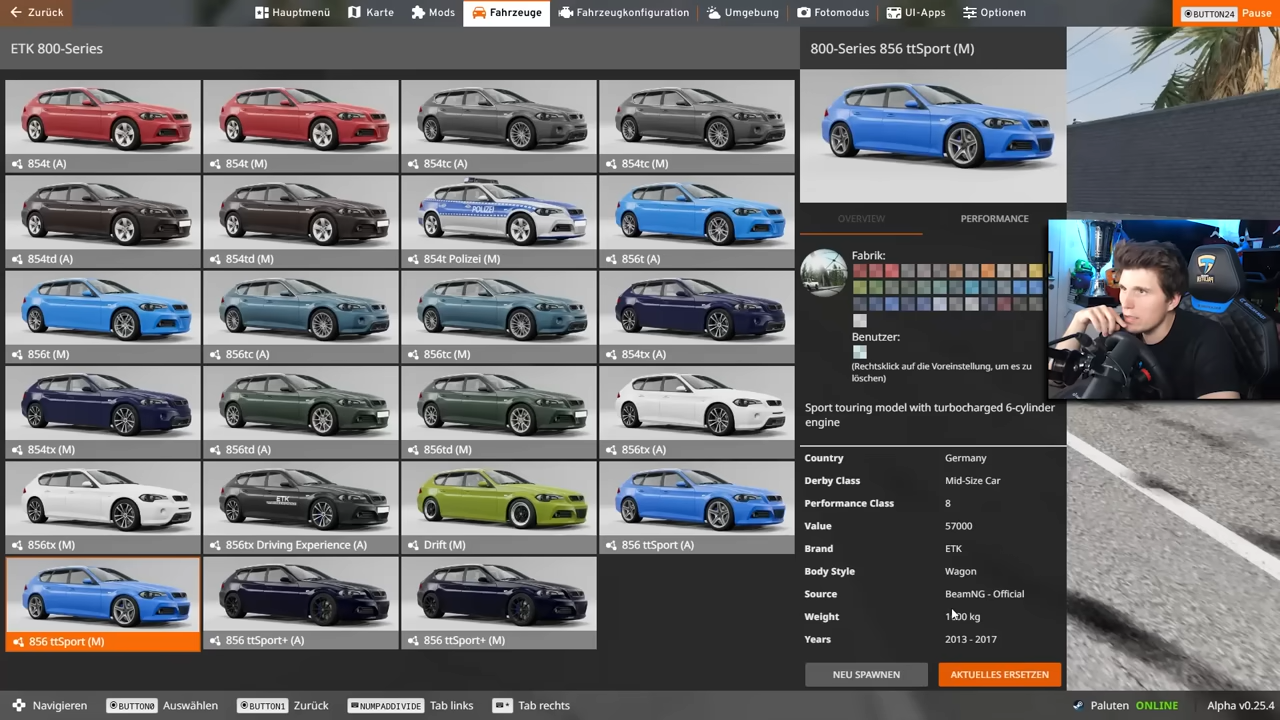 Zurück
Hauptmenü
Karte
Mods
Fahrzeuge
Fahrzeugkonfiguration
Umgebung
Fotomodus
UI-Apps
Optionen
BUTTON24 Pause
ETK 800-Series
800-Series 856 ttSport (M)
854t (A)
854t (M)
854tc (A)
854tc (M)
POLIZEI
854td (A)
854td (M)
854t Polizei (M)
856t (A)
856t (M)
856tc (A)
856tc (M)
854tx (A)
854tx (M)
856td (A)
856td (M)
856tx (A)
ETK
856tx (M)
856tx Driving Experience (A)
Drift (M)
856 ttSport (A)
856 ttSport (M)
856 ttSport+ (A)
856 ttSport+ (M)
OVERVIEW
PERFORMANCE
Fabrik:
Benutzer:
(Rechtsklick auf die Voreinstellung, um es zu
löschen)
Sport touring model with turbocharged 6-cylinder
engine
Country Germany
Derby Class Mid-Size Car
Performance Class 8
Value 57000
Brand ETK
Body Style Wagon
Source BeamNG - Official
Weight kg
Years 2013 - 2017
NEU SPAWNEN
AKTUELLES ERSETZEN
Navigieren
BUTTON0 Auswählen
BUTTON1 Zurück
NUMPADDIVIDE Tab links
Tab rechts
Paluten ONLINE
Alpha v0.25.4